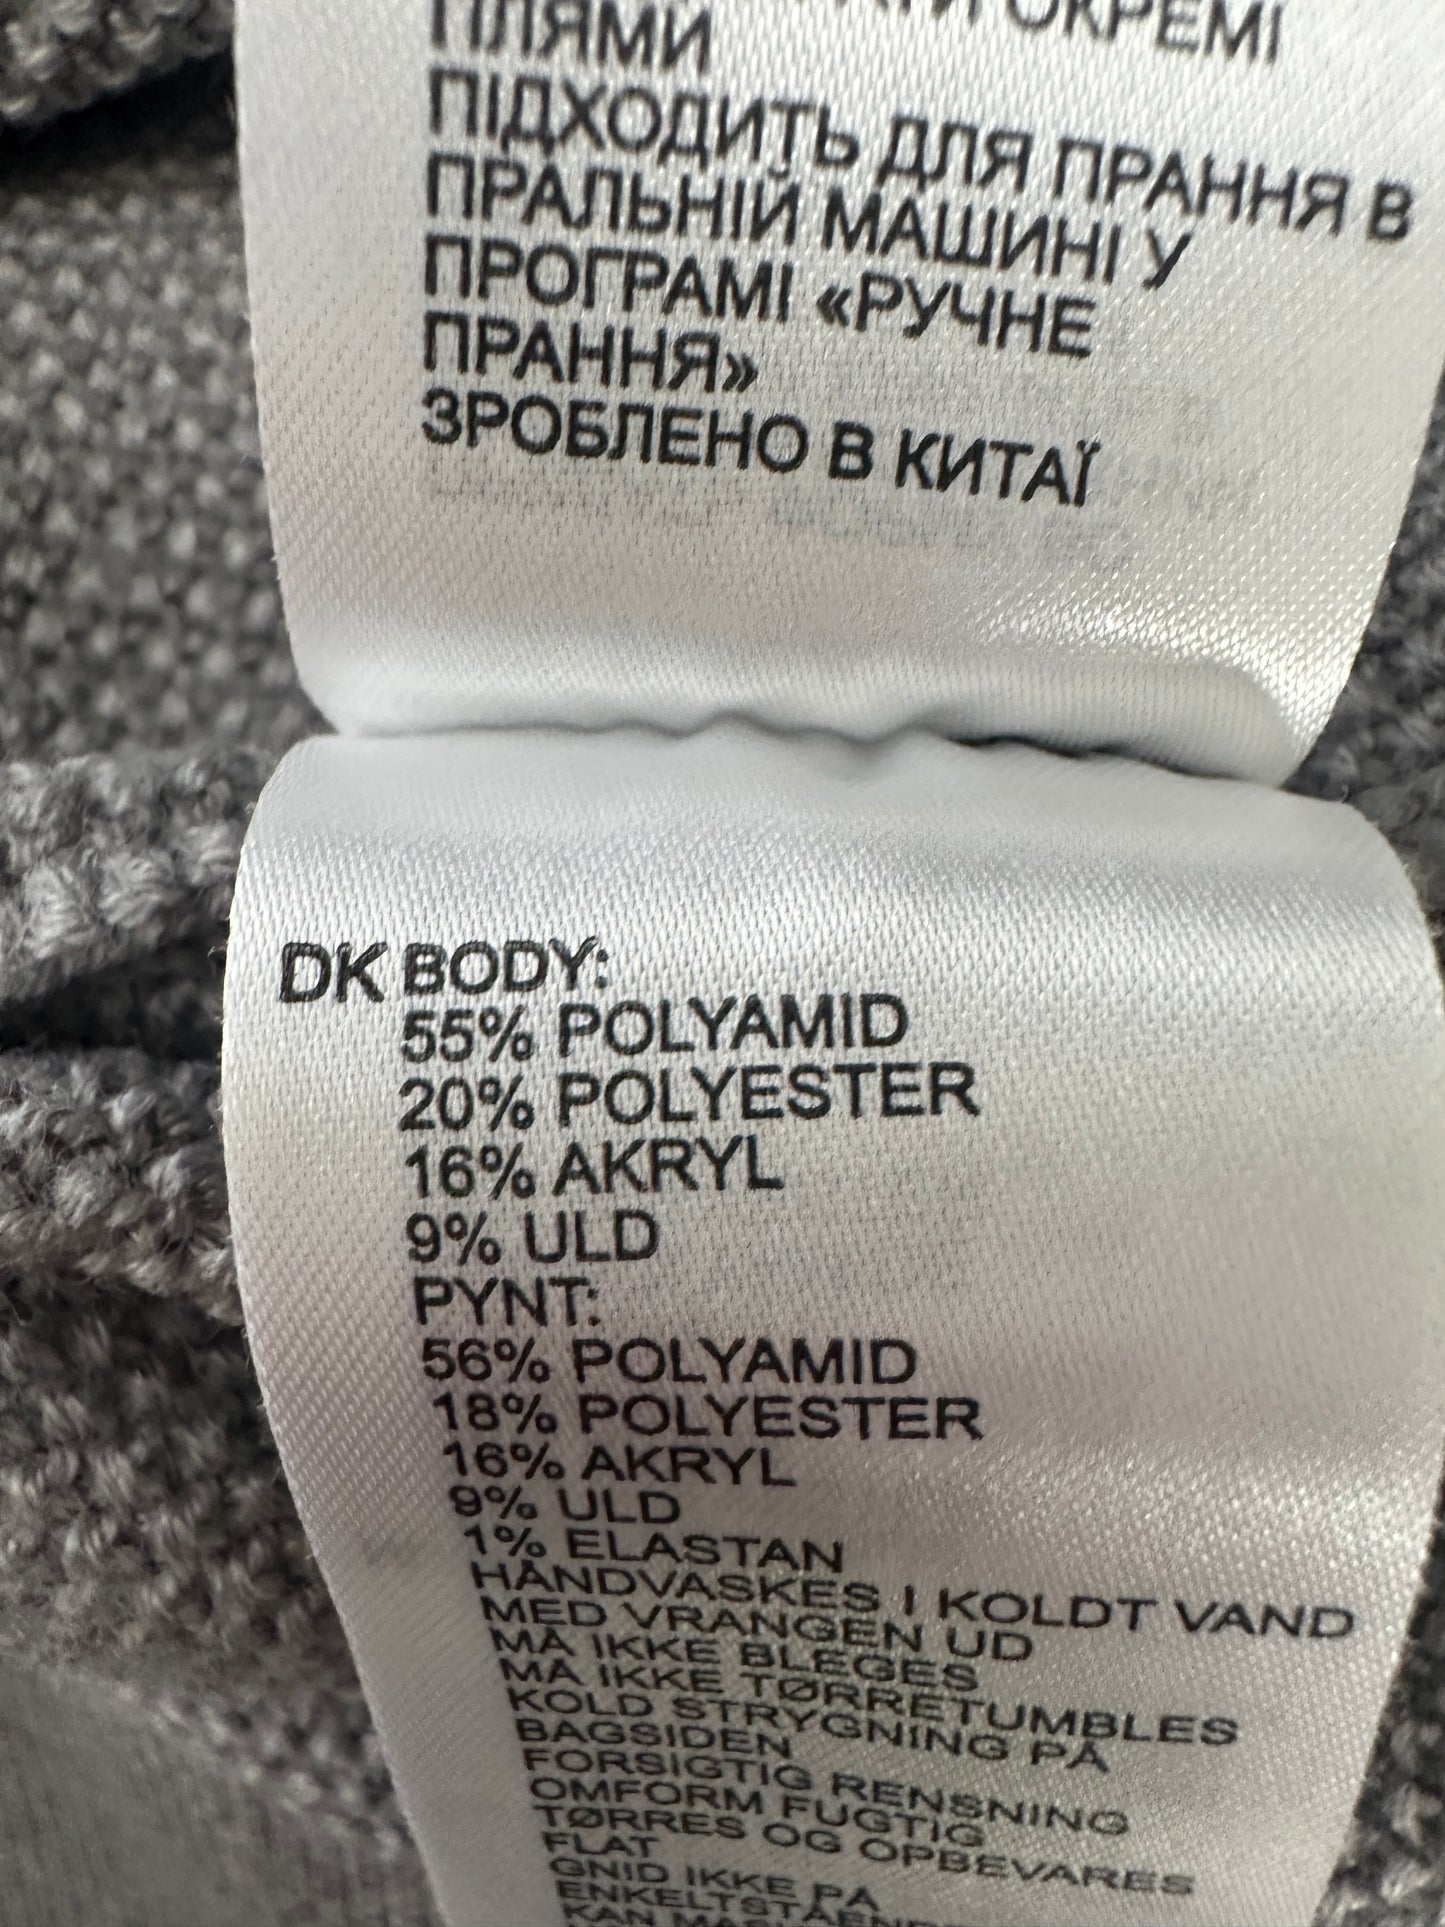 ОКРЕМІ
ПЛЯМИ
ПІДХОДИТЬ ДЛЯ ПРАННЯ В
ПРАЛЬНІЙ МАШИНІ У
ПРОГРАМІ «РУЧНЕ
ПРАННЯ»
ЗРОБЛЕНО В КИТАЇ
DK BODY:
55% POLYAMID
20% POLYESTER
16% AKRYL
9% ULD
PYNT:
56% POLYAMID
18% POLYESTER
16% AKRYL
9% ULD
1% ELASTAN
HÅNDVASKES I KOLDT VAND
MED VRANGEN UD
MÅ IKKE BLEGES
MÅ IKKE TØRRETUMBLES
KOLD STRYGNING PÅ
BAGSIDEN
FORSIGTIG RENSNING
OMFORM FUGTIG
TØRRES OG OPBEVARES
FLAT
GNID IKKE PÅ
KAN